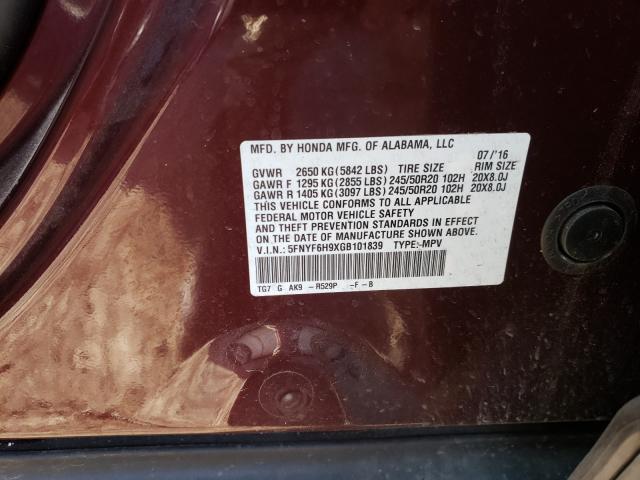 MFD. BY HONDA MFG. OF ALABAMA, LLC
07/'16
GVWR 2650 KG(5842 LBS) TIRE SIZE RIM SIZE
GAWR F 1295 KG(2855 LBS) 245/50R20 102H 20X8.0J
GAWR R 1405 KG(3097 LBS) 245/50R20 102H 20X8.0J
THIS VEHICLE CONFORMS TO ALL APPLICABLE
FEDERAL MOTOR VEHICLE SAFETY
AND THEFT PREVENTION STANDARDS IN EFFECT
ON THE DATE OF MANUFACTURE SHOWN ABOVE.
V.I.N.: 5FNYF6H9XGB101839 TYPE:-MPV
TG7 G AK9 -R529P -F-B